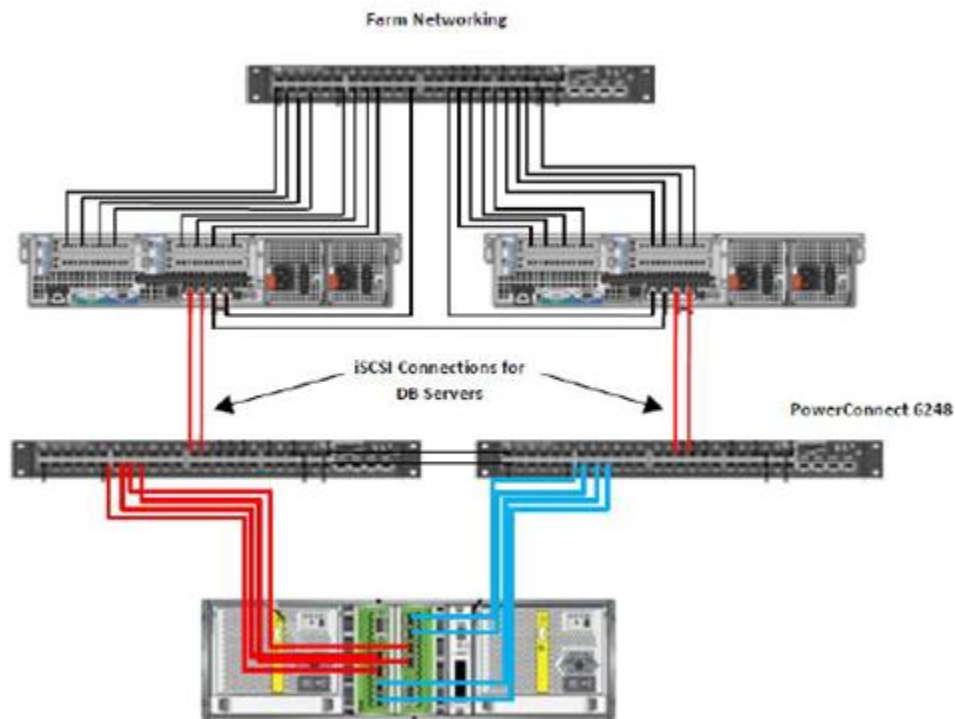 Farm Networking
iSCSI Connections for
DB Servers
PowerConnect 6248